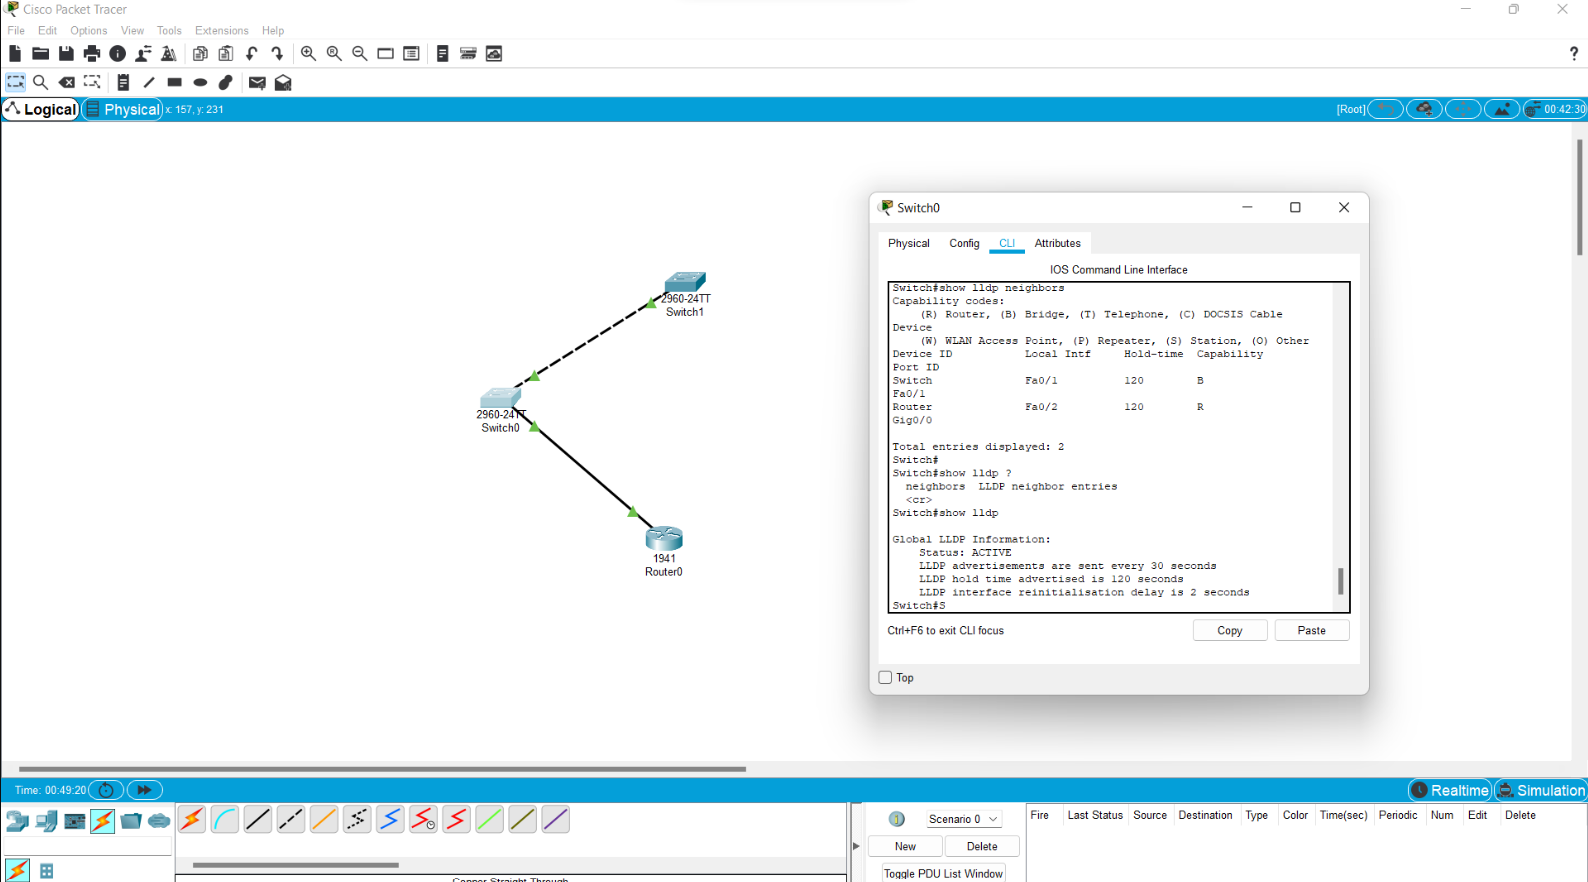 Cisco Packet Tracer
File Edit Options View Tools Extensions Help
?
Logical Physical x: 157, y: 231
[Root] 00:42:30
2960-24TT
Switch1
2960-24TT
Switch0
1941
Router0
Switch0
Physical Config CLI Attributes
IOS Command Line Interface
Switch#show lldp neighbors
Capability codes:
(R) Router, (B) Bridge, (T) Telephone, (C) DOCSIS Cable
Device
(W) WLAN Access Point, (P) Repeater, (S) Station, (O) Other
Device ID Local Intf Hold-time Capability
Port ID
Switch Fa0/1 120 B
Fa0/1
Router Fa0/2 120 R
Gig0/0
Total entries displayed: 2
Switch#
Switch#show lldp ?
neighbors LLDP neighbor entries
<cr>
Switch#show lldp
Global LLDP Information:
Status: ACTIVE
LLDP advertisements are sent every 30 seconds
LLDP hold time advertised is 120 seconds
LLDP interface reinitialisation delay is 2 seconds
Switch#S
Ctrl+F6 to exit CLI focus
Copy Paste
Top
Time: 00:49:20
Realtime Simulation
Scenario 0
New Delete
Toggle PDU List Window
Fire Last Status Source Destination Type Color Time(sec) Periodic Num Edit Delete
Copper Straight-Through